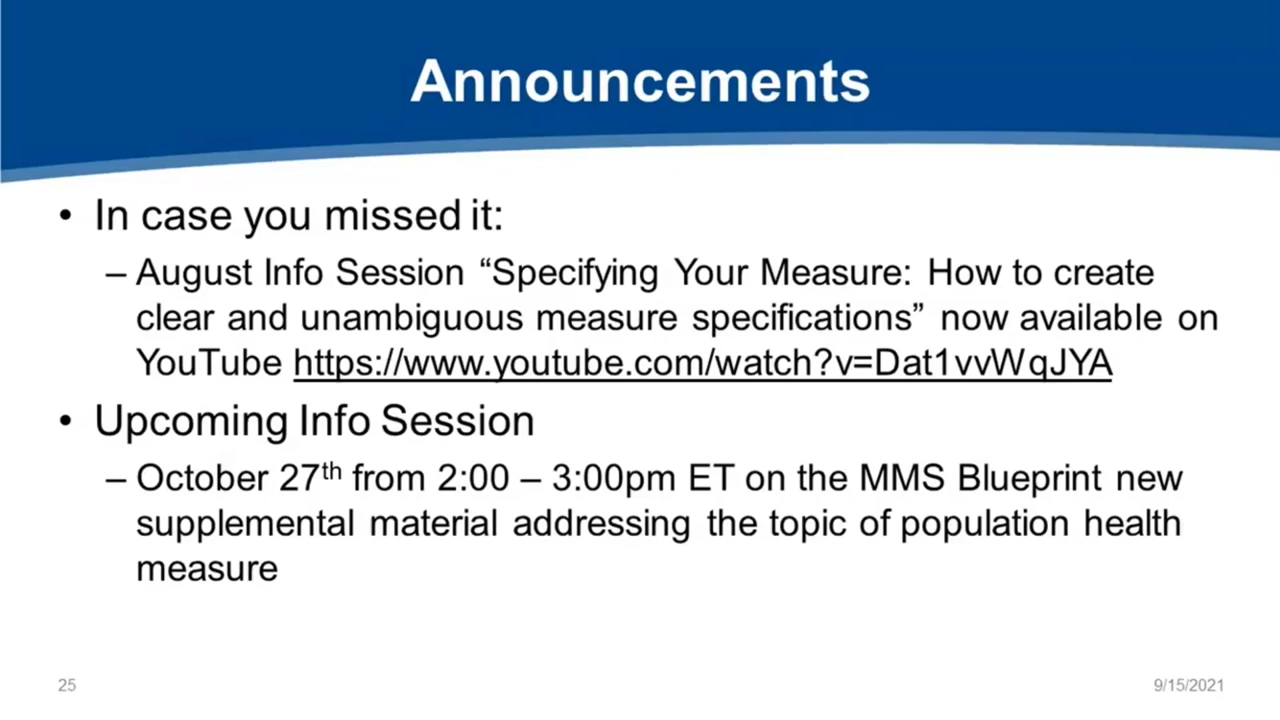 Announcements
• In case you missed it:
– August Info Session “Specifying Your Measure: How to create
clear and unambiguous measure specifications” now available on
YouTube https://www.youtube.com/watch?v=Dat1vvWqJYA
• Upcoming Info Session
– October 27th from 2:00 – 3:00pm ET on the MMS Blueprint new
supplemental material addressing the topic of population health
measure
25
9/15/2021